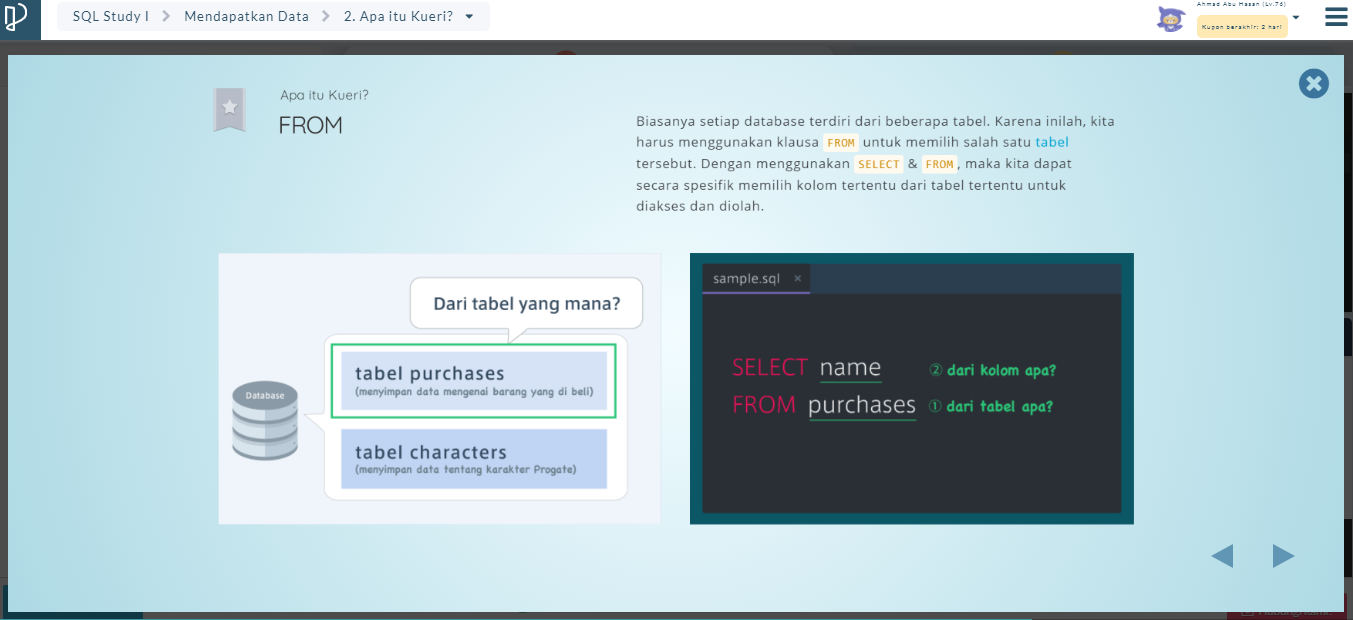 SQL Study I
Mendapatkan Data
2. Apa itu Kueri?
Ahmad Abu Hasan (Lv.76)
Kupon berakhir: 2 hari
Apa itu Kueri?
FROM
Biasanya setiap database terdiri dari beberapa tabel. Karena inilah, kita
harus menggunakan klausa FROM untuk memilih salah satu tabel
tersebut. Dengan menggunakan SELECT & FROM, maka kita dapat
secara spesifik memilih kolom tertentu dari tabel tertentu untuk
diakses dan diolah.
Dari tabel yang mana?
tabel purchases
(menyimpan data mengenai barang yang di beli)
Database
tabel characters
(menyimpan data tentang karakter Progate)
sample.sql ×
SELECT name ② dari kolom apa?
FROM purchases ① dari tabel apa?